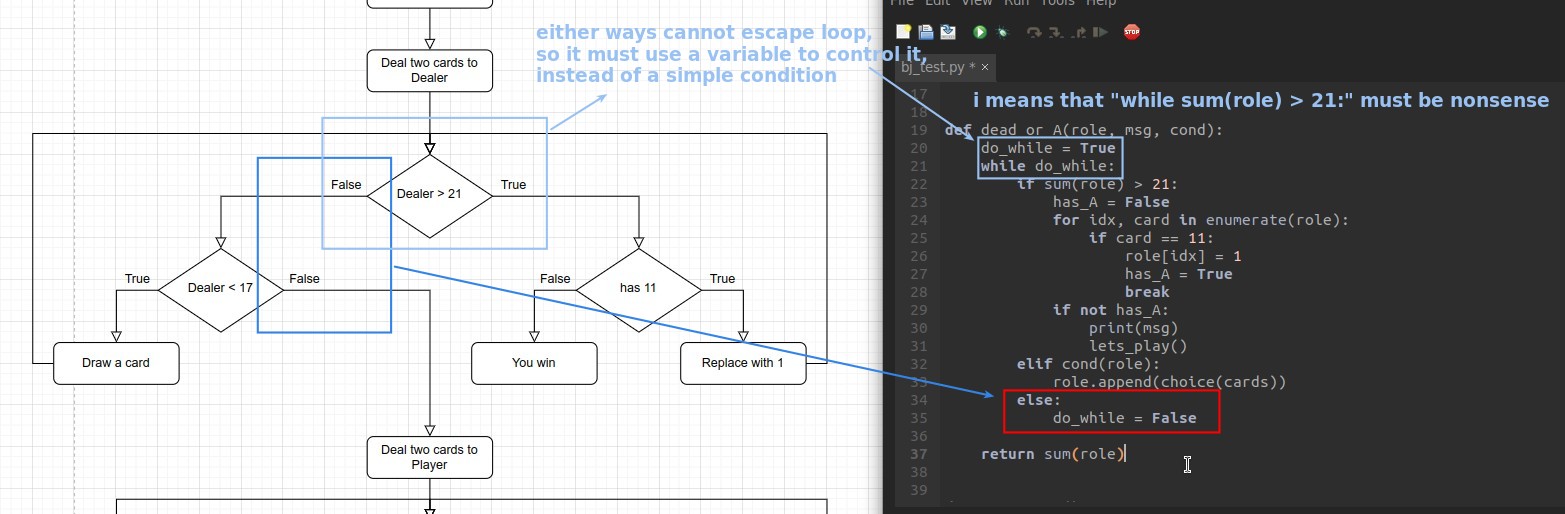 File Edit View Run Tools Help
either ways cannot escape loop,
so it must use a variable to control it,
instead of a simple condition
Deal two cards to
Dealer
False
Dealer > 21
True
True
Dealer < 17
False
False
has 11
True
Draw a card
You win
Replace with 1
Deal two cards to
Player
STOP
bj_test.py * ×
17
i means that "while sum(role) > 21:" must be nonsense
18
19 def dead or A(role, msg, cond):
20 do_while = True
21 while do_while:
22 if sum(role) > 21:
23 has_A = False
24 for idx, card in enumerate(role):
25 if card == 11:
26 role[idx] = 1
27 has_A = True
28 break
29 if not has_A:
30 print(msg)
31 lets_play()
32 elif cond(role):
33 role.append(choice(cards))
34 else:
35 do_while = False
36
37 return sum(role)
38
39